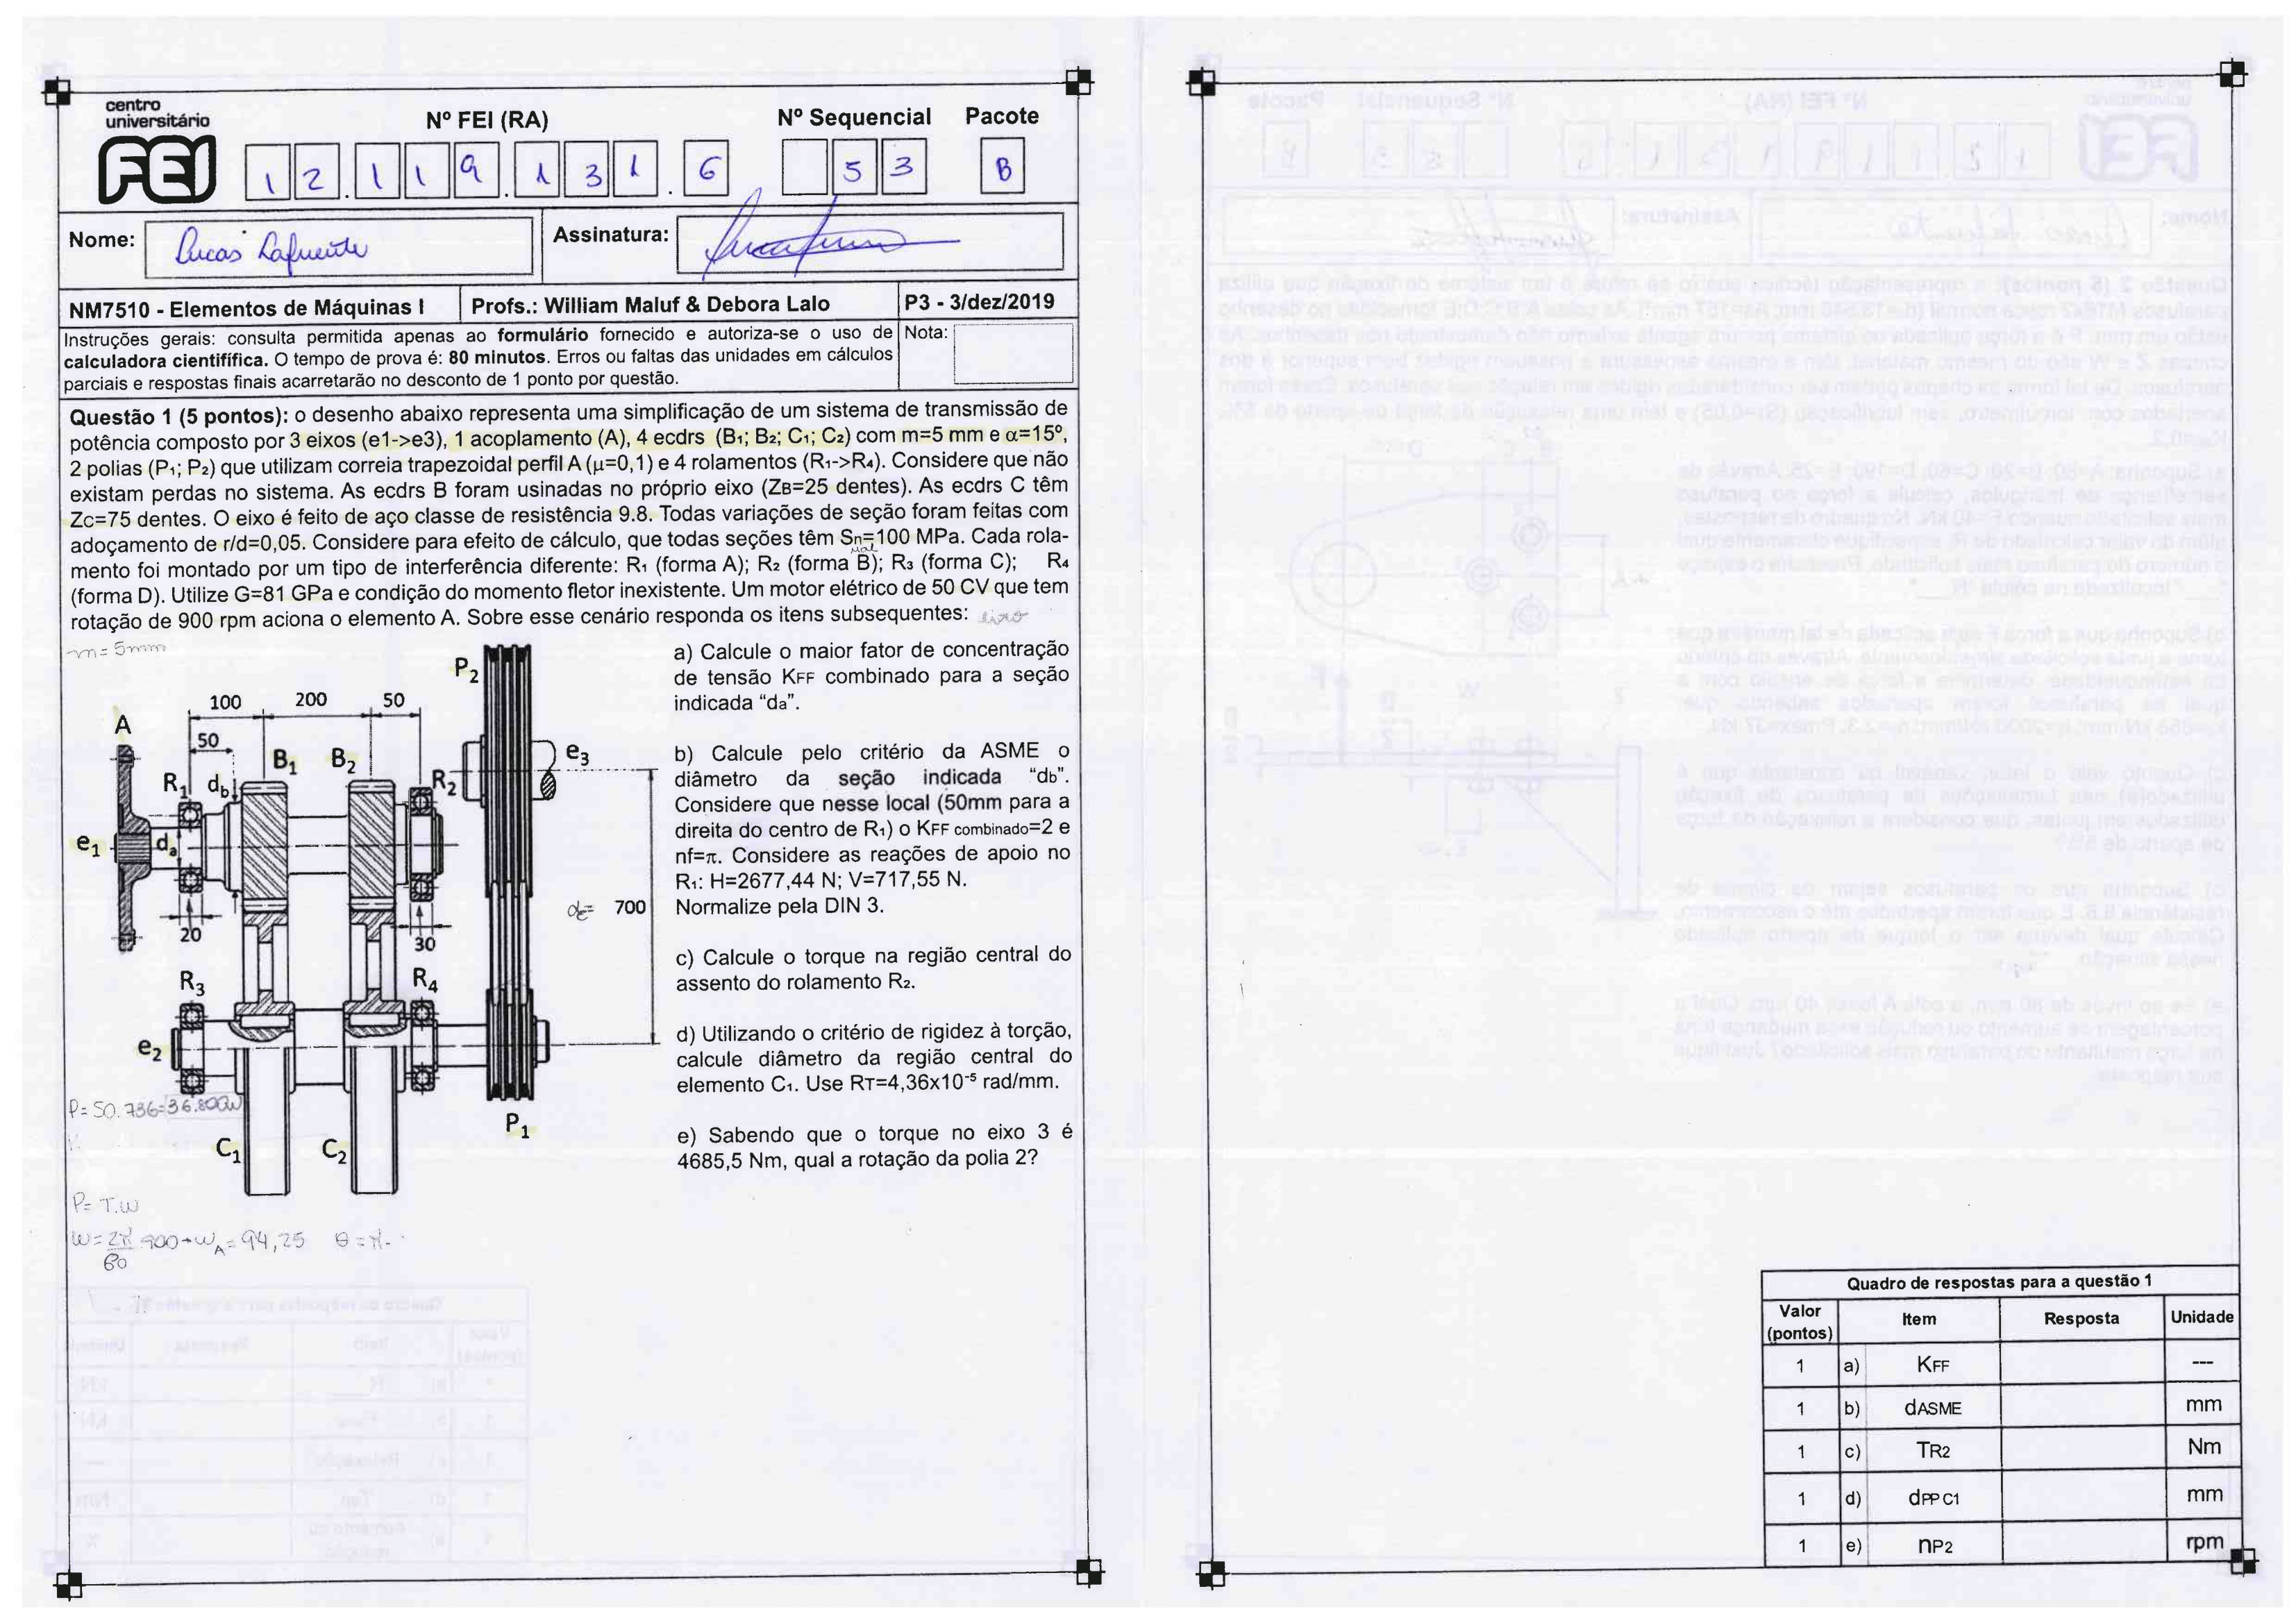 centro
universitário
FEI
Nº FEI (RA)
Nº Sequencial
Pacote
12.119.131.6
53
B
Nome: Lucas Lafuente
Assinatura:
NM7510 - Elementos de Máquinas I
Profs.: William Maluf & Debora Lalo
P3 - 3/dez/2019
Instruções gerais: consulta permitida apenas ao formulário fornecido e autoriza-se o uso de
calculadora cientifífica. O tempo de prova é: 80 minutos. Erros ou faltas das unidades em cálculos
parciais e respostas finais acarretarão no desconto de 1 ponto por questão.
Nota:
Questão 1 (5 pontos): o desenho abaixo representa uma simplificação de um sistema de transmissão de
potência composto por 3 eixos (e1->e3), 1 acoplamento (A), 4 ecdrs (B1; B2; C1; C2) com m=5 mm e α=15º,
2 polias (P1; P2) que utilizam correia trapezoidal perfil A (μ=0,1) e 4 rolamentos (R1->R4). Considere que não
existam perdas no sistema. As ecdrs B foram usinadas no próprio eixo (ZB=25 dentes). As ecdrs C têm
Zc=75 dentes. O eixo é feito de aço classe de resistência 9.8. Todas variações de seção foram feitas com
adoçamento de r/d=0,05. Considere para efeito de cálculo, que todas seções têm Sn=100 MPa. Cada rola-
mento foi montado por um tipo de interferência diferente: R1 (forma A); R2 (forma B); R3 (forma C); R4
(forma D). Utilize G=81 GPa e condição do momento fletor inexistente. Um motor elétrico de 50 CV que tem
rotação de 900 rpm aciona o elemento A. Sobre esse cenário responda os itens subsequentes: eixo
m= 5mm
P2
100
200
50
A
50
B1
B2
R1
db
R2
e3
e1
da
20
30
dc= 700
R3
R4
e2
P1
C1
C2
a) Calcule o maior fator de concentração
de tensão KFF combinado para a seção
indicada “da”.
b) Calcule pelo critério da ASME o
diâmetro da seção indicada “db”.
Considere que nesse local (50mm para a
direita do centro de R1) o KFF combinado=2 e
nf=π. Considere as reações de apoio no
R1: H=2677,44 N; V=717,55 N.
Normalize pela DIN 3.
c) Calcule o torque na região central do
assento do rolamento R2.
d) Utilizando o critério de rigidez à torção,
calcule diâmetro da região central do
elemento C1. Use RT=4,36x10-5 rad/mm.
e) Sabendo que o torque no eixo 3 é
4685,5 Nm, qual a rotação da polia 2?
P= 50.736=36.800W
P= T.W
W= 2π/60 .900→WA= 94,25
Quadro de respostas para a questão 1
Valor (pontos)
Item
Resposta
Unidade
1 a) KFF ---
1 b) dASME mm
1 c) TR2 Nm
1 d) dPP C1 mm
1 e) nP2 rpm